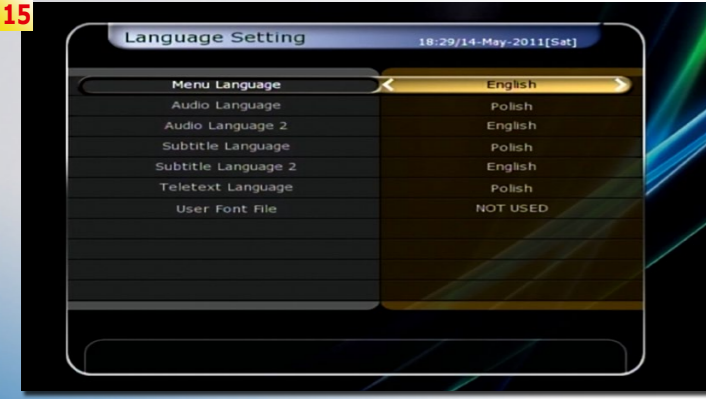 15
Language Setting 18:29/14-May-2011[Sat]
Menu Language English
Audio Language Polish
Audio Language 2 English
Subtitle Language Polish
Subtitle Language 2 English
Teletext Language Polish
User Font File NOT USED